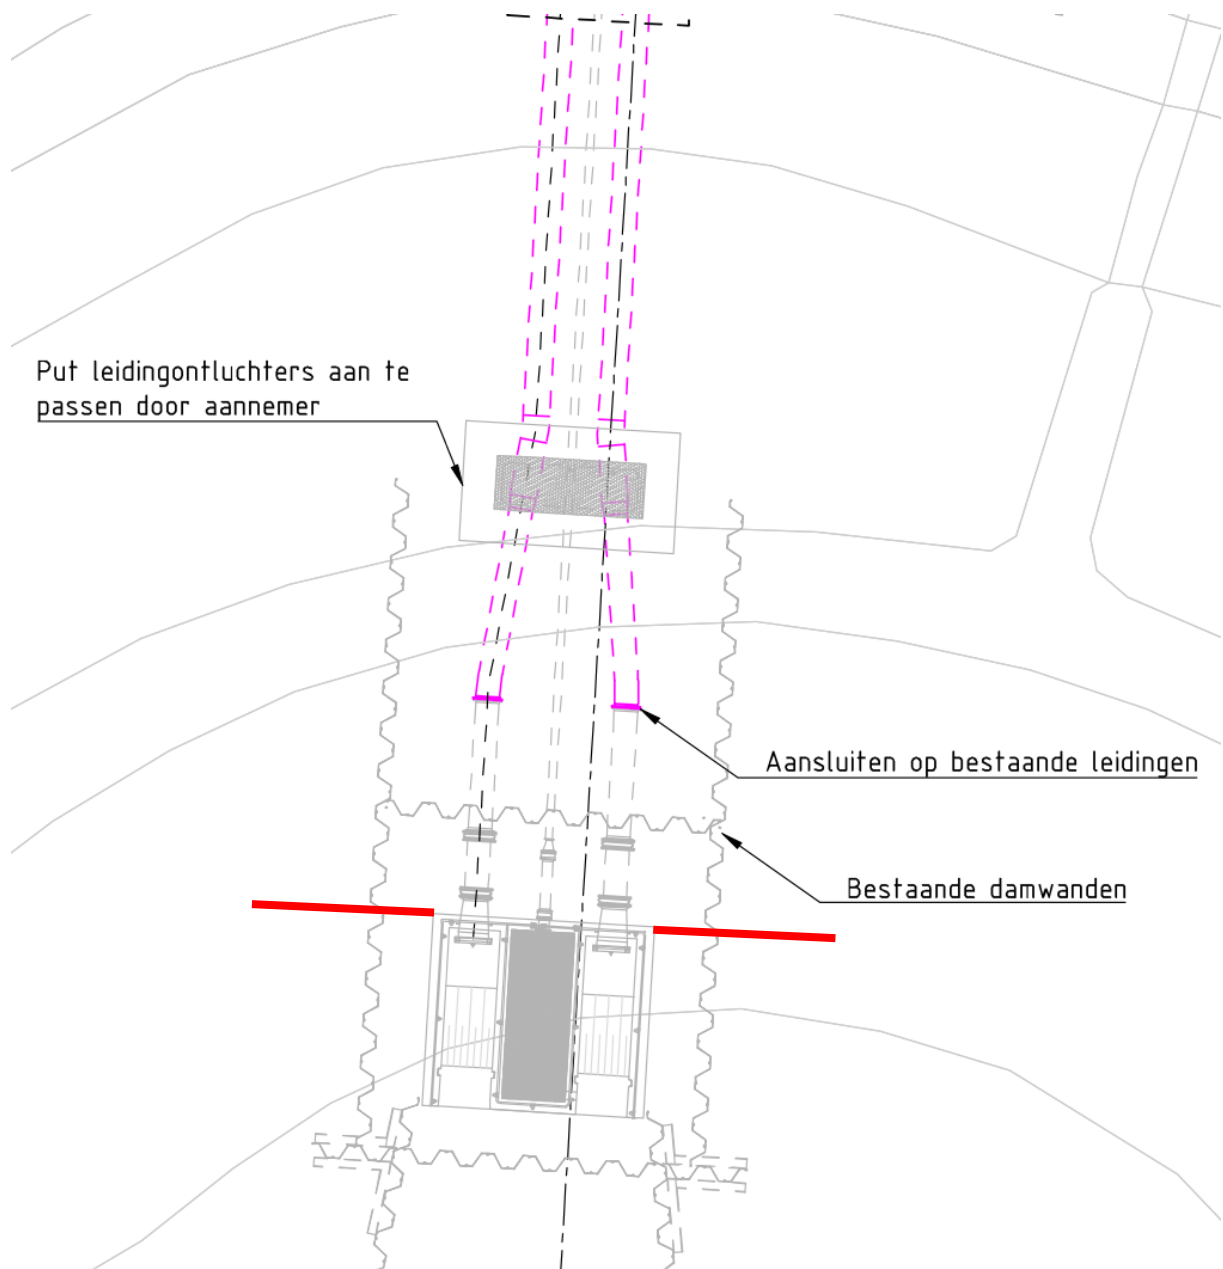 Put leidingontluchters aan te
passen door aannemer
Aansluiten op bestaande leidingen
Bestaande damwanden